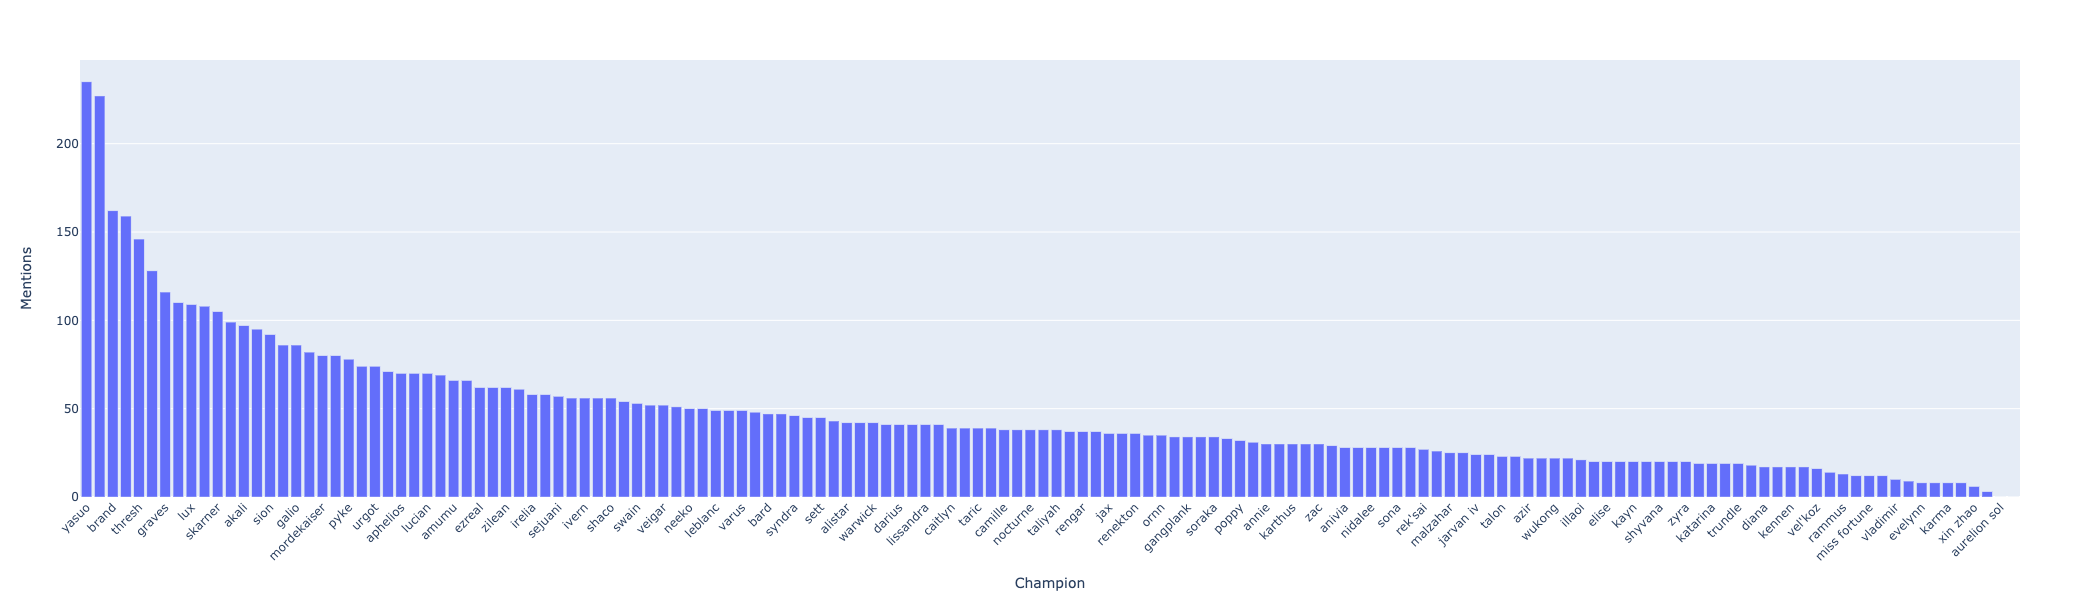 200
150
100
50
0
Mentions
yasuo
brand
thresh
graves
lux
skarner
akali
sion
galio
mordekaiser
pyke
urgot
aphelios
lucian
amumu
ezreal
zilean
irelia
sejuani
ivern
shaco
swain
veigar
neeko
leblanc
varus
bard
syndra
sett
alistar
warwick
darius
lissandra
caitlyn
taric
camille
nocturne
taliyah
rengar
jax
renekton
ornn
gangplank
soraka
poppy
annie
karthus
zac
anivia
nidalee
sona
rek'sai
malzahar
jarvan iv
talon
azir
wukong
illaoi
elise
kayn
shyvana
zyra
katarina
trundle
diana
kennen
vel'koz
rammus
miss fortune
vladimir
evelynn
karma
xin zhao
aurelion sol
Champion